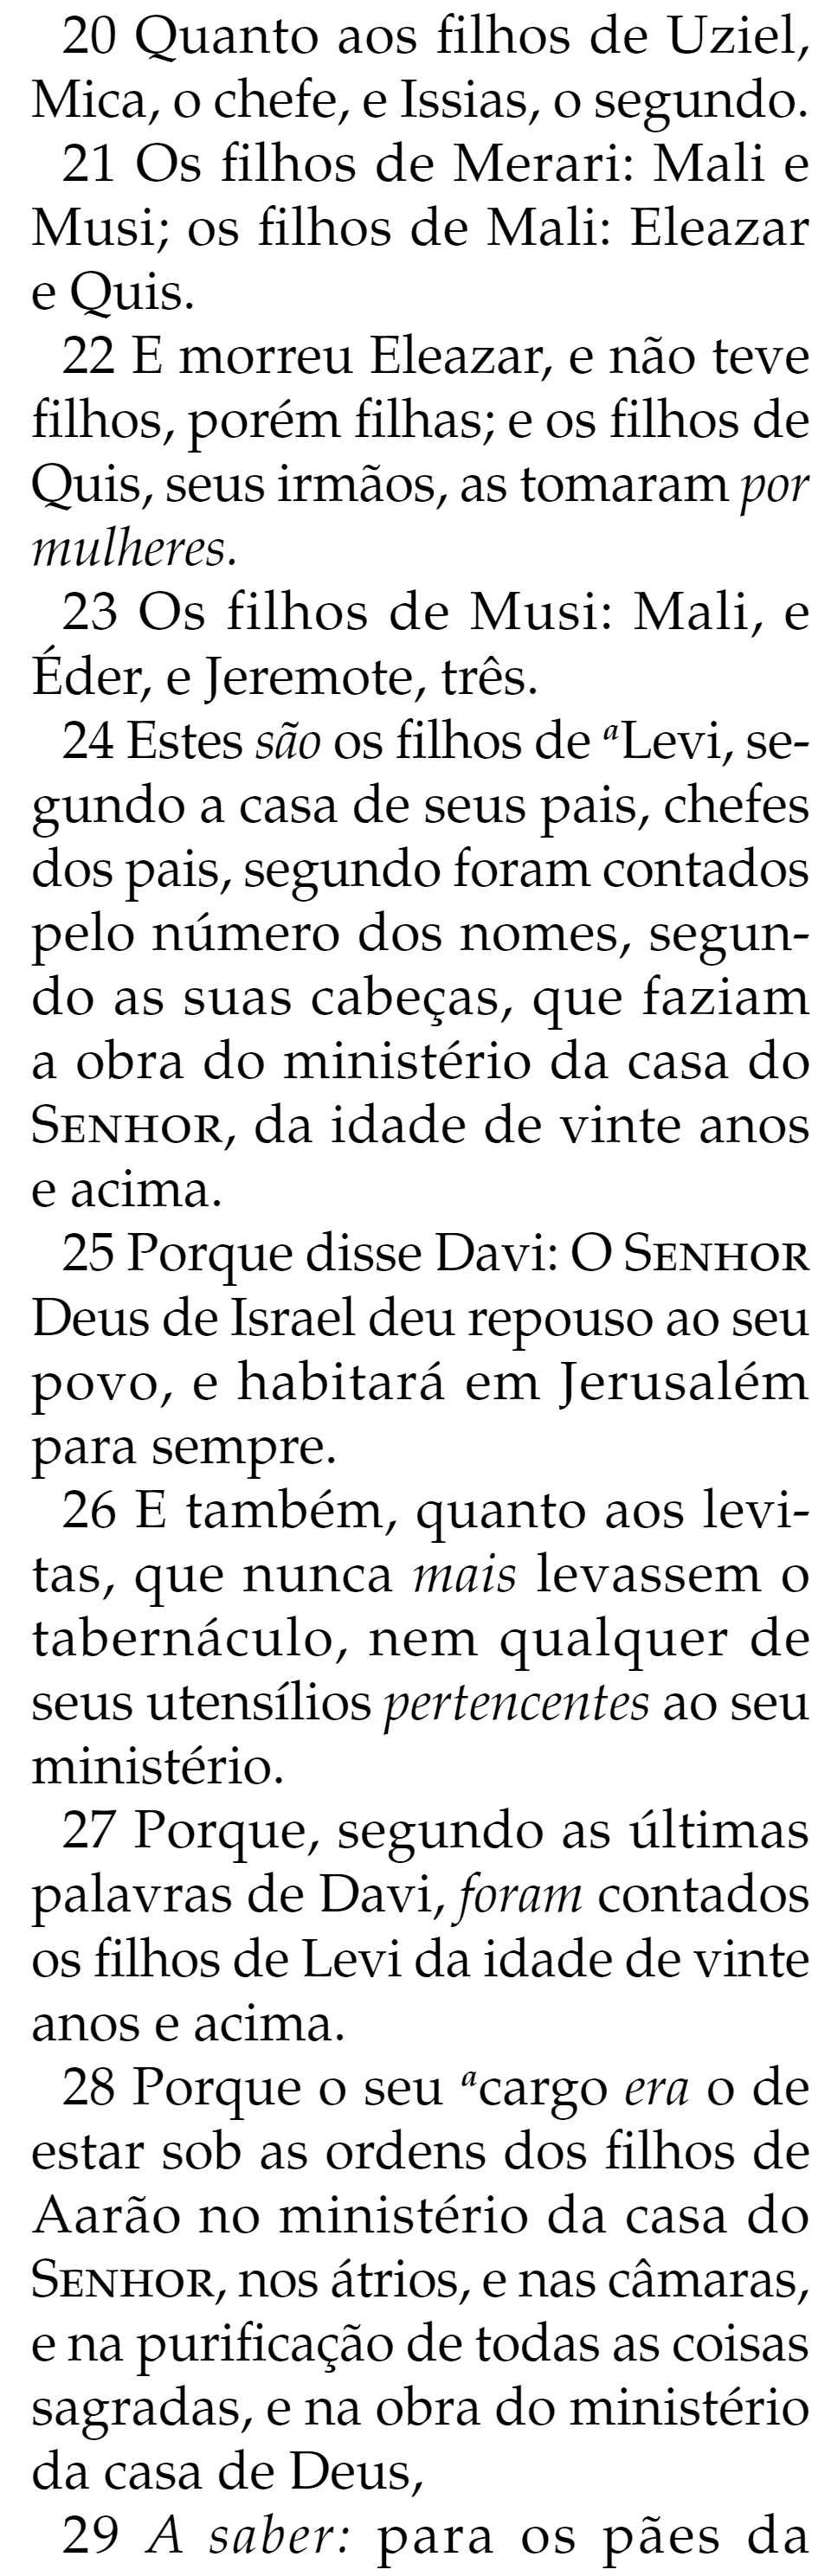 20 Quanto aos filhos de Uziel,
Mica, o chefe, e Issias, o segundo.
21 Os filhos de Merari: Mali e
Musi; os filhos de Mali: Eleazar
e Quis.
22 E morreu Eleazar, e não teve
filhos, porém filhas; e os filhos de
Quis, seus irmãos, as tomaram por
mulheres.
23 Os filhos de Musi: Mali, e
Éder, e Jeremote, três.
24 Estes são os filhos de ᵃLevi, se-
gundo a casa de seus pais, chefes
dos pais, segundo foram contados
pelo número dos nomes, segun-
do as suas cabeças, que faziam
a obra do ministério da casa do
SENHOR, da idade de vinte anos
e acima.
25 Porque disse Davi: O SENHOR
Deus de Israel deu repouso ao seu
povo, e habitará em Jerusalém
para sempre.
26 E também, quanto aos levi-
tas, que nunca mais levassem o
tabernáculo, nem qualquer de
seus utensílios pertencentes ao seu
ministério.
27 Porque, segundo as últimas
palavras de Davi, foram contados
os filhos de Levi da idade de vinte
anos e acima.
28 Porque o seu ᵃcargo era o de
estar sob as ordens dos filhos de
Aarão no ministério da casa do
SENHOR, nos átrios, e nas câmaras,
e na purificação de todas as coisas
sagradas, e na obra do ministério
da casa de Deus,
29 A saber: para os pães da